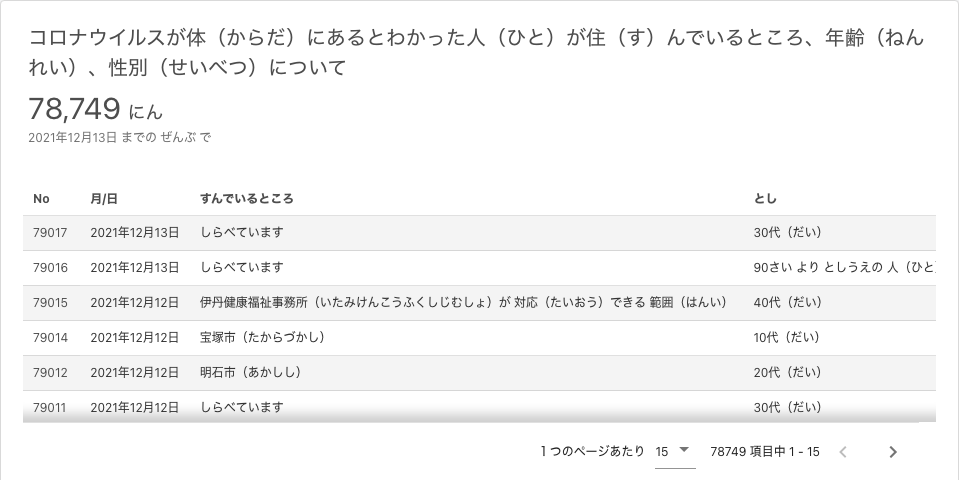 コロナウイルスが体（からだ）にあるとわかった人（ひと）が住（す）んでいるところ、年齢（ねん
れい）、性別（せいべつ）について
78,749 にん
2021年12月13日 までの ぜんぶ で
No 月/日 すんでいるところ とし
79017 2021年12月13日 しらべています 30代（だい）
79016 2021年12月13日 しらべています 90さい より としうえの 人（ひと）
79015 2021年12月12日 伊丹健康福祉事務所（いたみけんこうふくしじむしょ）が 対応（たいおう）できる 範囲（はんい） 40代（だい）
79014 2021年12月12日 宝塚市（たからづかし） 10代（だい）
79012 2021年12月12日 明石市（あかしし） 20代（だい）
79011 2021年12月12日 しらべています 30代（だい）
1 つのページあたり 15 78749 項目中 1 - 15